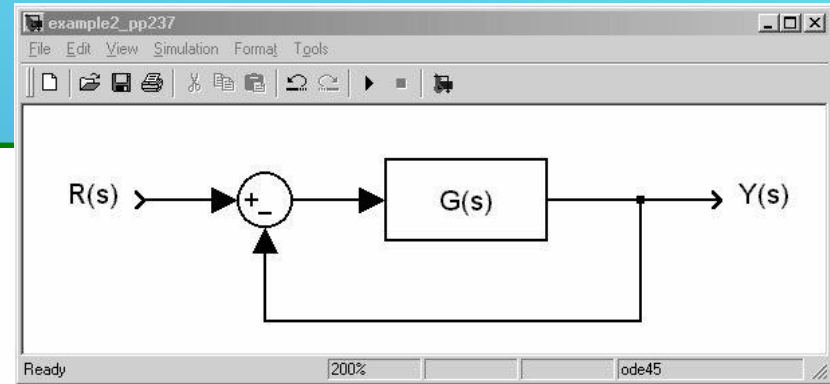 example2_pp237
File Edit View Simulation Format Tools
R(s) + - G(s) Y(s)
Ready 200% ode45